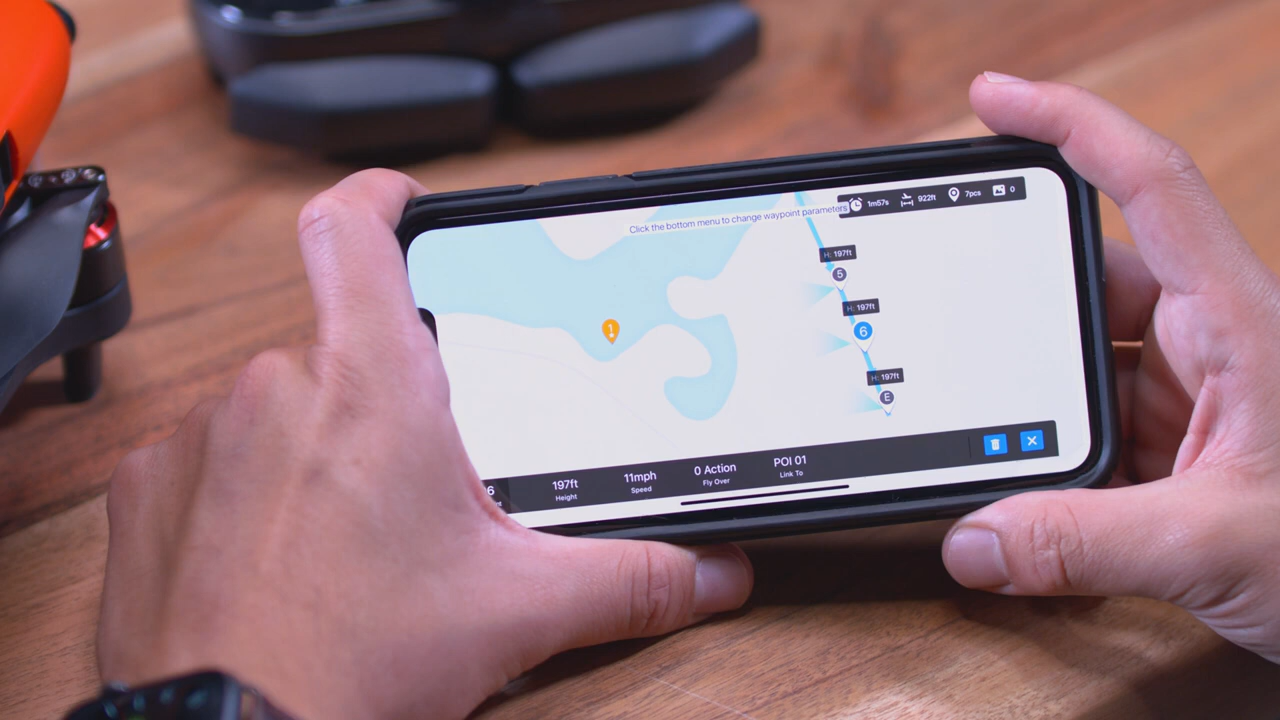 Click the bottom menu to change waypoint parameters
1m57s 922ft 7pcs 0
H: 197ft
5
H: 197ft
6
1
H: 197ft
E
6 197ft 11mph 0 Action POI 01
Height Speed Fly Over Link To